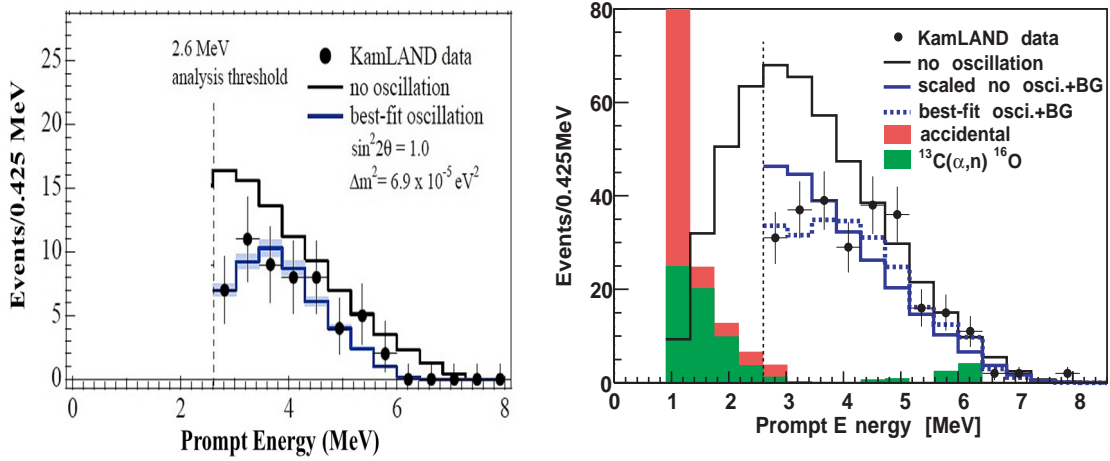 2.6 MeV
analysis threshold
KamLAND data
no oscillation
best-fit oscillation
sin²2θ = 1.0
Δm² = 6.9 x 10⁻⁵ eV²
Events/0.425 MeV
25
20
15
10
5
0
0 2 4 6 8
Prompt Energy (MeV)
80
60
40
20
0
Events/0.425MeV
KamLAND data
no oscillation
scaled no osci.+BG
best-fit osci.+BG
accidental
¹³C(α,n) ¹⁶O
0 1 2 3 4 5 6 7 8
Prompt E nergy [MeV]